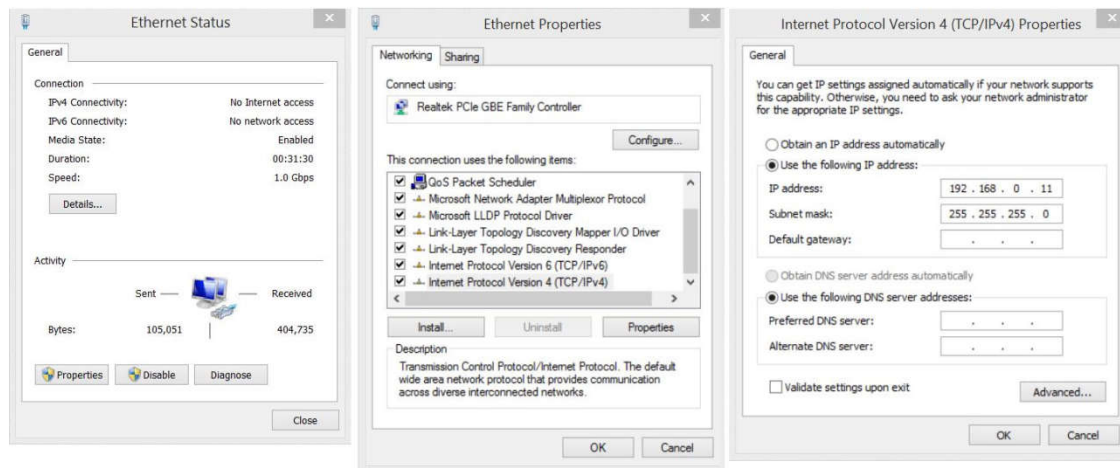 Ethernet Status
General
Connection
IPv4 Connectivity: No Internet access
IPv6 Connectivity: No network access
Media State: Enabled
Duration: 00:31:30
Speed: 1.0 Gbps
Details...
Activity
Sent Received
Bytes: 105,051 404,735
Properties Disable Diagnose
Close
Ethernet Properties
Networking Sharing
Connect using:
Realtek PCIe GBE Family Controller
Configure...
This connection uses the following items:
QoS Packet Scheduler
Microsoft Network Adapter Multiplexor Protocol
Microsoft LLDP Protocol Driver
Link-Layer Topology Discovery Mapper I/O Driver
Link-Layer Topology Discovery Responder
Internet Protocol Version 6 (TCP/IPv6)
Internet Protocol Version 4 (TCP/IPv4)
Install... Uninstall Properties
Description
Transmission Control Protocol/Internet Protocol. The default
wide area network protocol that provides communication
across diverse interconnected networks.
OK Cancel
Internet Protocol Version 4 (TCP/IPv4) Properties
General
You can get IP settings assigned automatically if your network supports
this capability. Otherwise, you need to ask your network administrator
for the appropriate IP settings.
Obtain an IP address automatically
Use the following IP address:
IP address: 192 . 168 . 0 . 11
Subnet mask: 255 . 255 . 255 . 0
Default gateway: . . .
Obtain DNS server address automatically
Use the following DNS server addresses:
Preferred DNS server: . . .
Alternate DNS server: . . .
Validate settings upon exit
Advanced...
OK Cancel